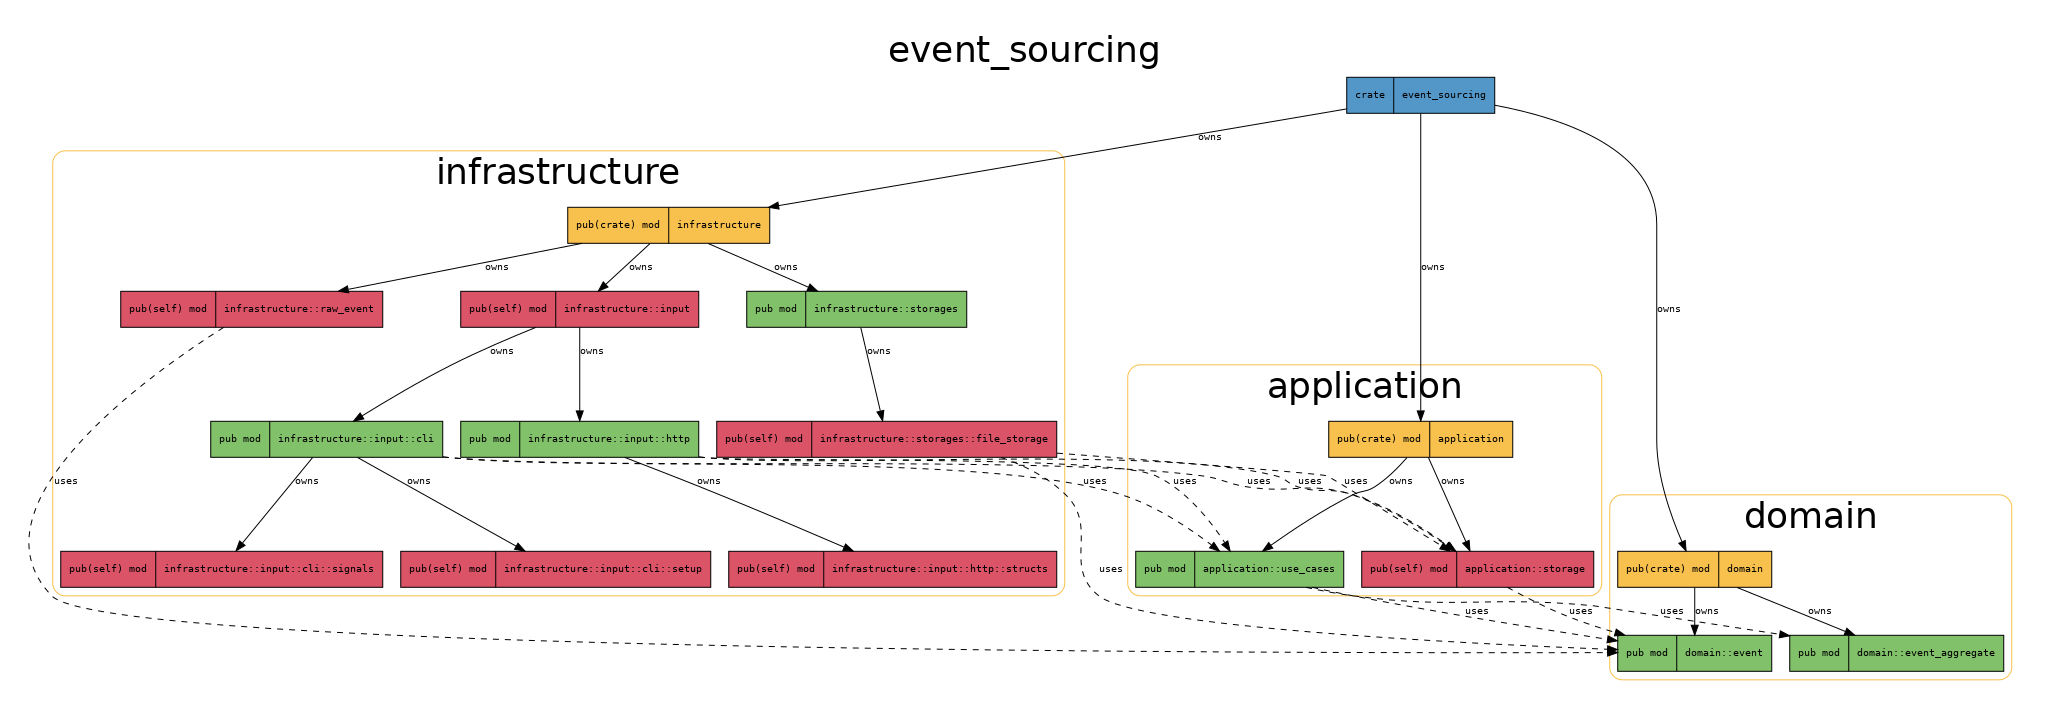 event_sourcing
crate event_sourcing
owns
infrastructure
pub(crate) mod infrastructure
owns
owns
owns
owns
pub(self) mod infrastructure::raw_event
pub(self) mod infrastructure::input
pub mod infrastructure::storages
owns
owns
owns
owns
application
pub mod infrastructure::input::cli
pub mod infrastructure::input::http
pub(self) mod infrastructure::storages::file_storage
pub(crate) mod application
uses
owns
owns
owns
uses
uses
uses
uses
uses
owns
owns
domain
pub(self) mod infrastructure::input::cli::signals
pub(self) mod infrastructure::input::cli::setup
pub(self) mod infrastructure::input::http::structs
uses
pub mod application::use_cases
pub(self) mod application::storage
pub(crate) mod domain
uses
uses
uses
owns
owns
pub mod domain::event
pub mod domain::event_aggregate